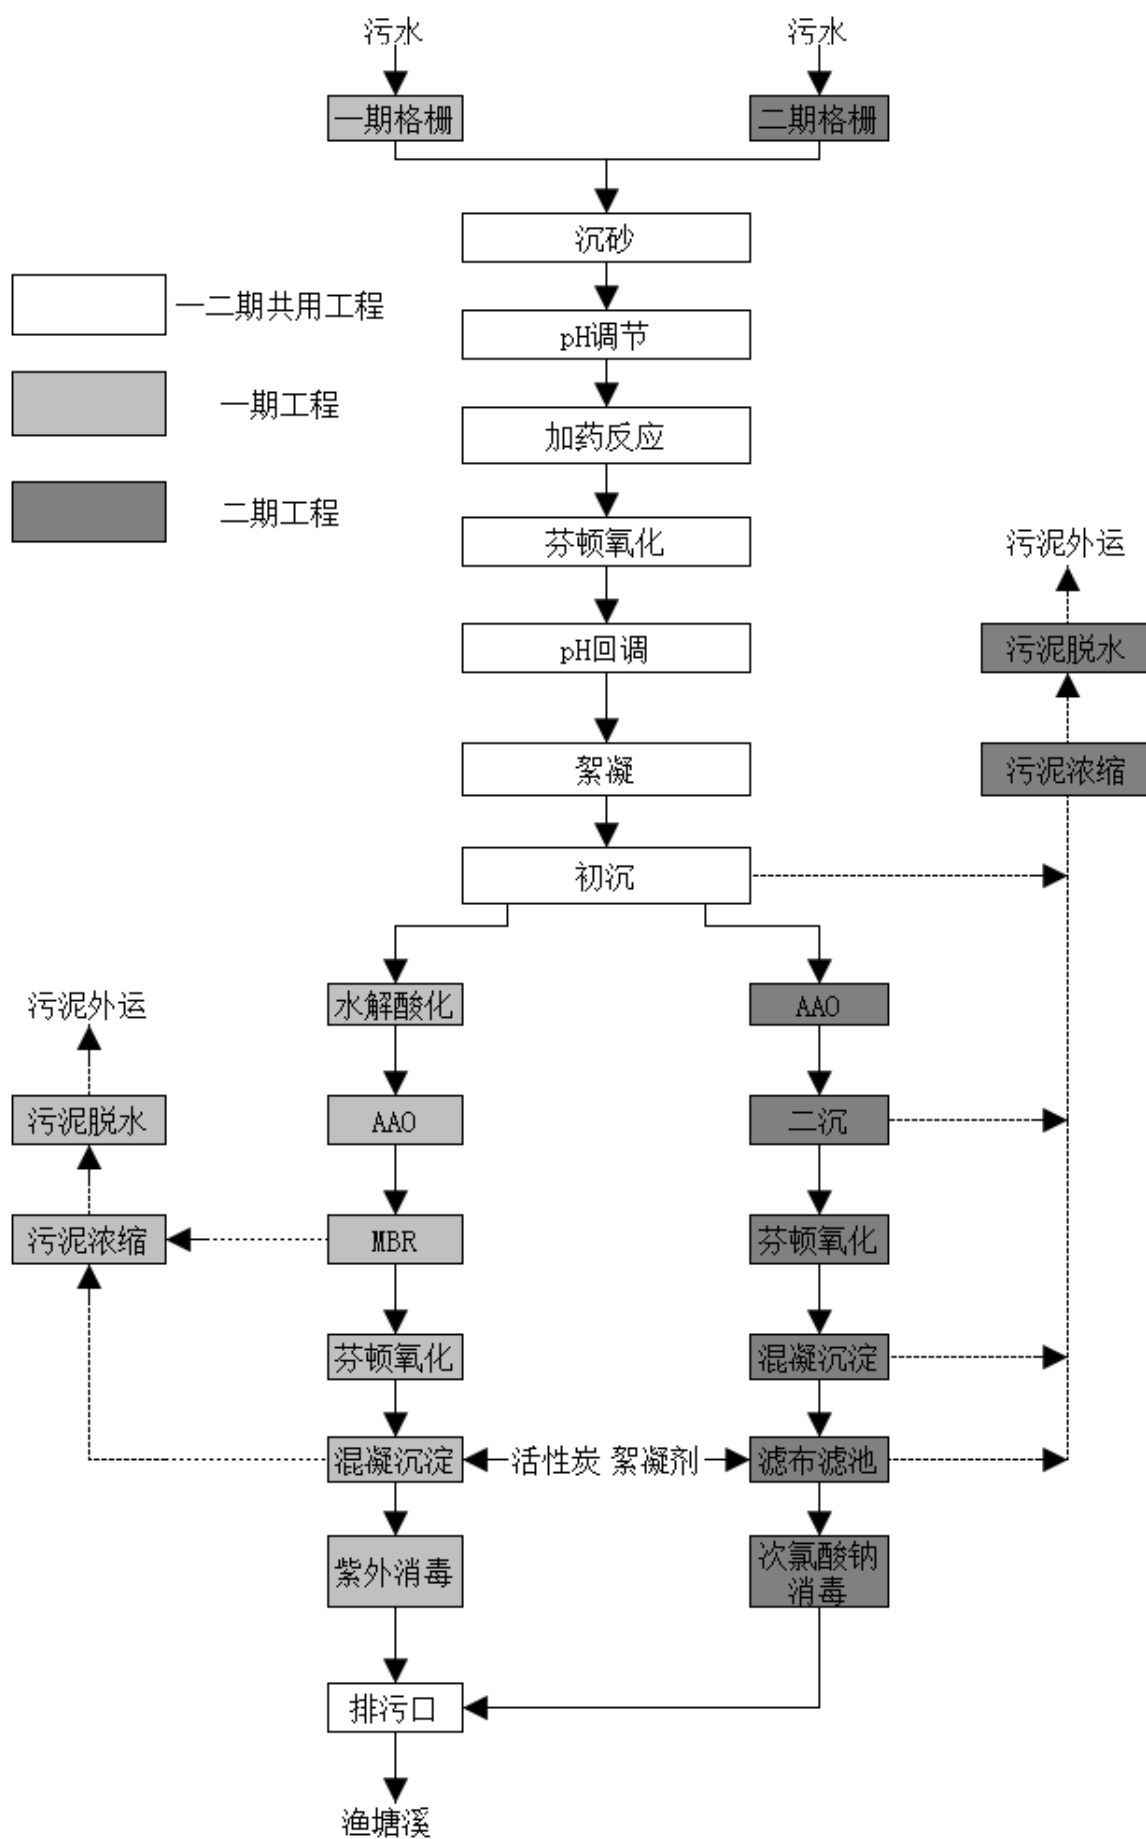 污水
污水
一期格栅
二期格栅
沉砂
一二期共用工程
pH调节
一期工程
加药反应
二期工程
芬顿氧化
污泥外运
pH回调
污泥脱水
絮凝
污泥浓缩
初沉
水解酸化
AAO
污泥外运
污泥脱水
AAO
二沉
污泥浓缩
MBR
芬顿氧化
芬顿氧化
混凝沉淀
混凝沉淀
活性炭 絮凝剂
滤布滤池
紫外消毒
次氯酸钠
消毒
排污口
渔塘溪